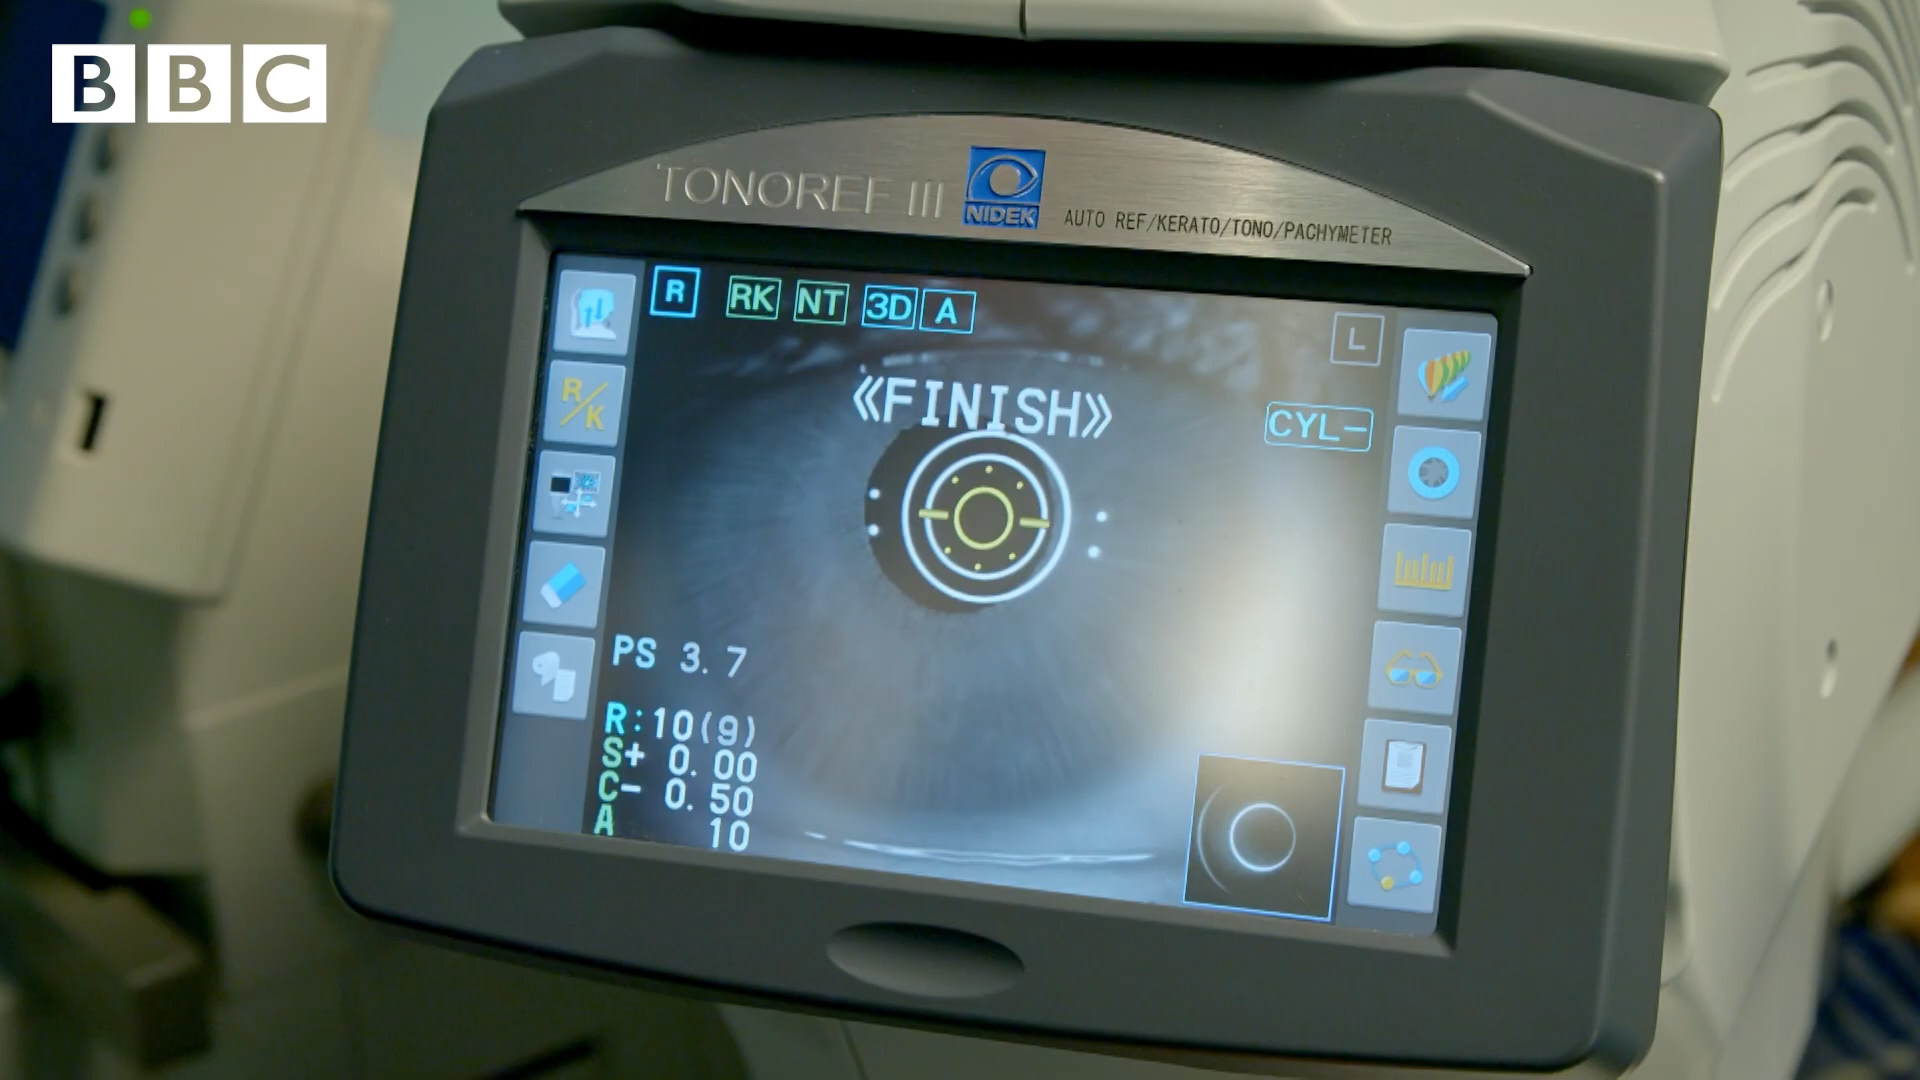 BBC
TONOREF III
NIDEK
AUTO REF/KERATO/TONO/PACHYMETER
R RK NT 3D A
L
R/K
«FINISH»
CYL-
PS 3.7
R:10(9)
S+ 0.00
C- 0.50
A 10